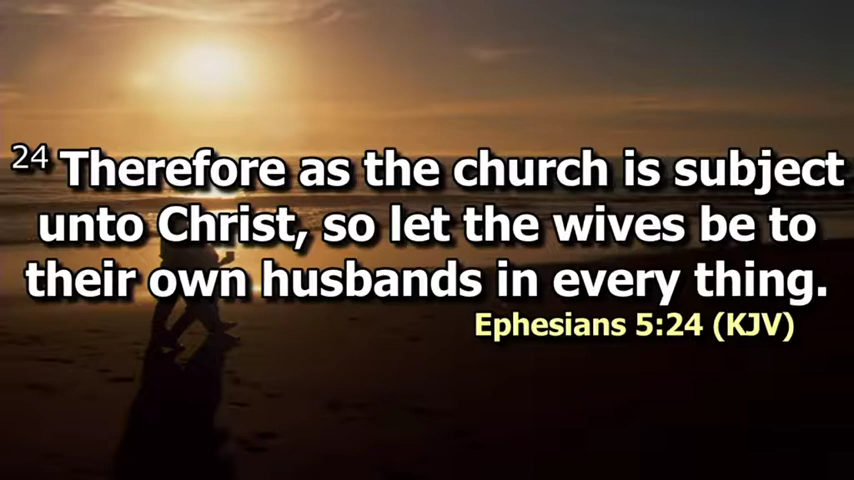 24 Therefore as the church is subject
unto Christ, so let the wives be to
their own husbands in every thing.
Ephesians 5:24 (KJV)